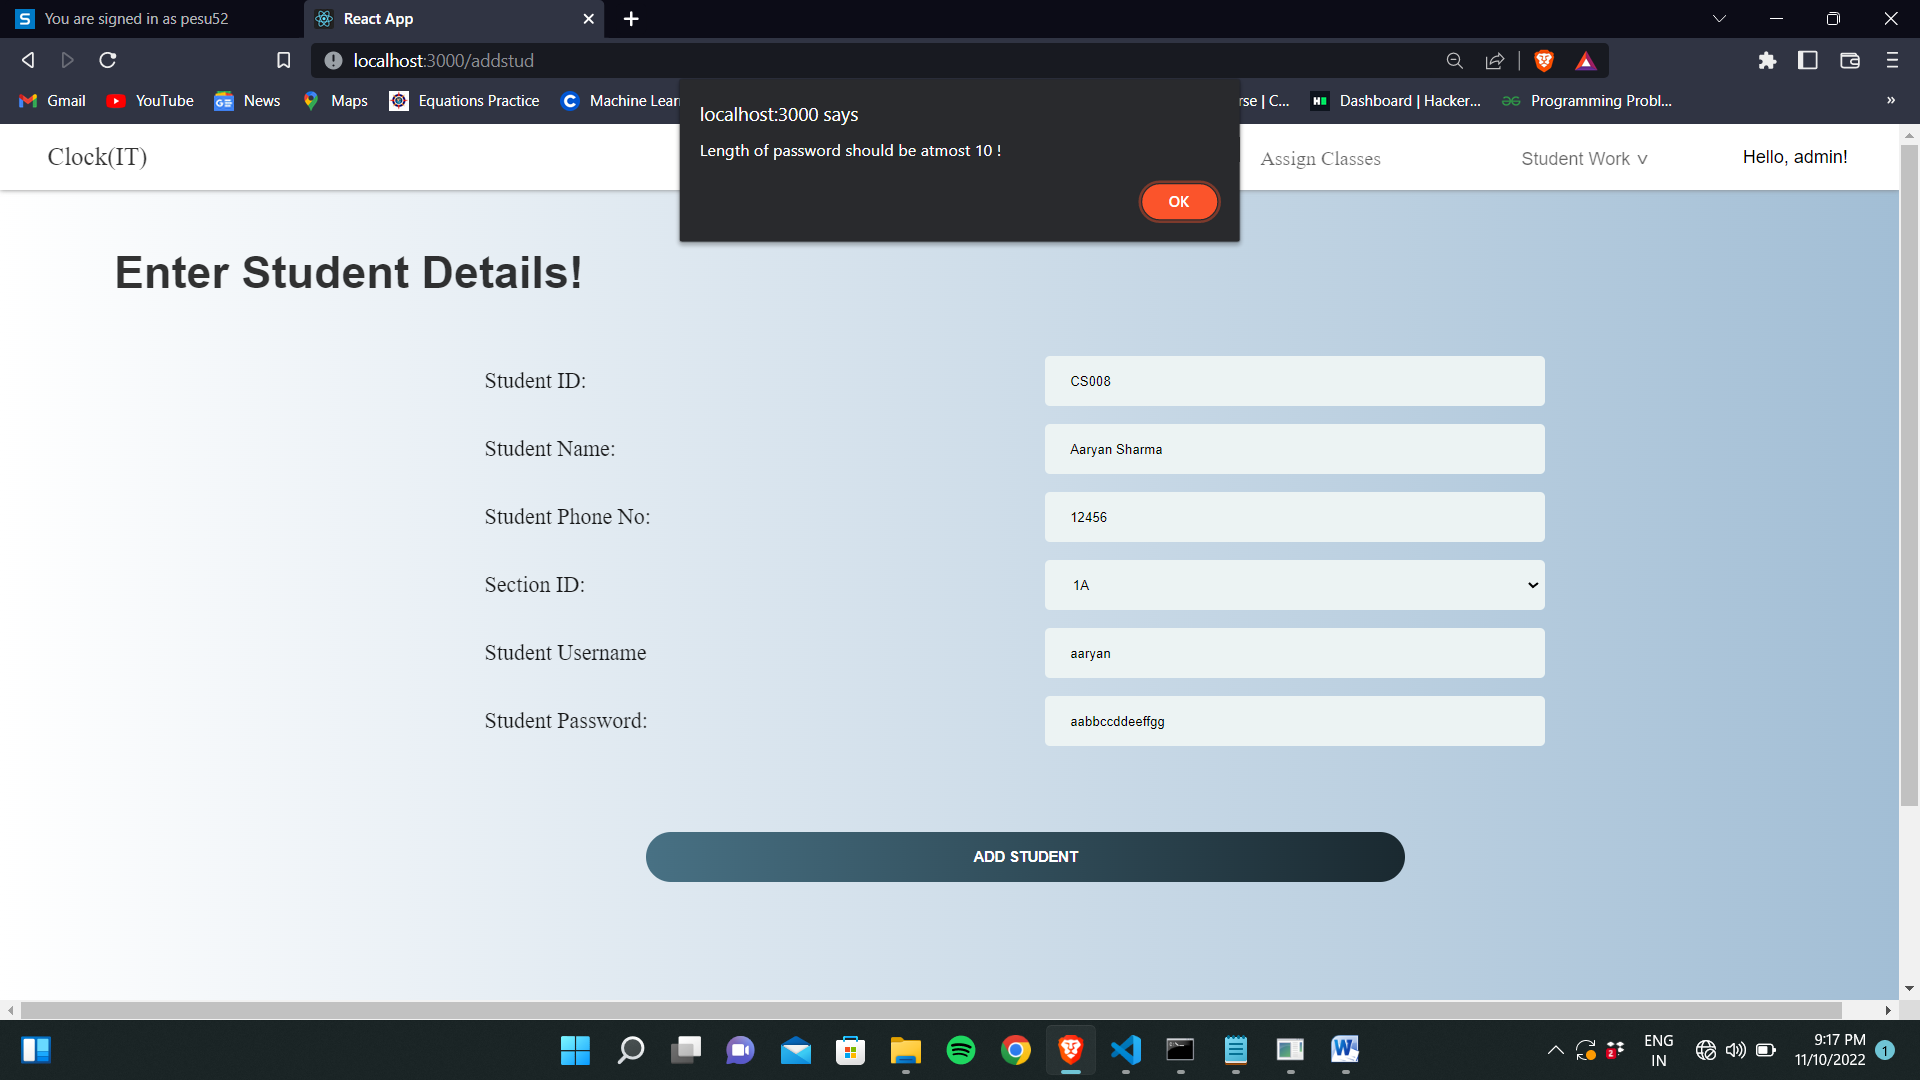 You are signed in as pesu52
React App
localhost:3000/addstud
Gmail
YouTube
News
Maps
Equations Practice
Machine Lear
rse | C...
Dashboard | Hacker...
Programming Probl...
»
localhost:3000 says
Length of password should be atmost 10 !
OK
Clock(IT)
Assign Classes
Student Work v
Hello, admin!
Enter Student Details!
Student ID:
CS008
Student Name:
Aaryan Sharma
Student Phone No:
12456
Section ID:
1A
Student Username
aaryan
Student Password:
aabbccddeeffgg
ADD STUDENT
ENG
IN
9:17 PM
11/10/2022
1